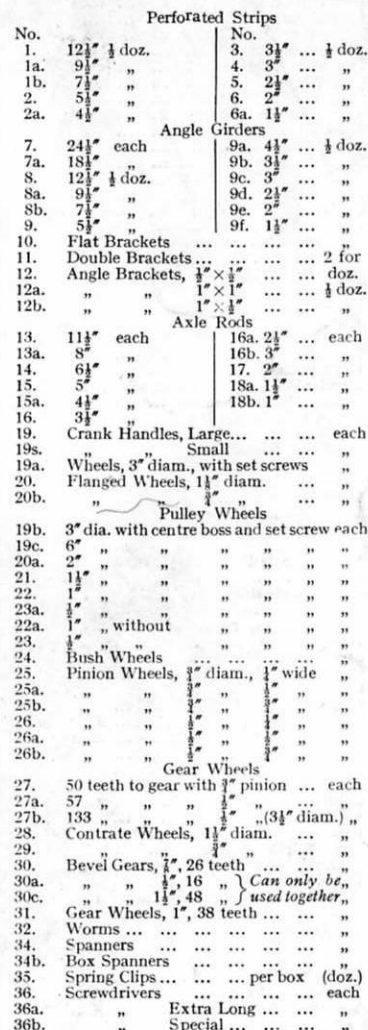 Perforated Strips
No. No.
1. 12½" ½ doz. 3. 3½" ... ½ doz.
1a. 9½" „ 4. 3" ... „
1b. 7½" „ 5. 2½" ... „
2. 5½" „ 6. 2" ... „
2a. 4½" „ 6a. 1½" ... „
Angle Girders
7. 24½" each 9a. 4½" ... ½ doz.
7a. 18½" „ 9b. 3½" ... „
8. 12½" ½ doz. 9c. 3" ... „
8a. 9½" „ 9d. 2½" ... „
8b. 7½" „ 9e. 2" ... „
9. 5½" „ 9f. 1½" ... „
10. Flat Brackets ... ... ... ... „
11. Double Brackets ... ... ... 2 for
12. Angle Brackets, ½" × ½" ... ... doz.
12a. „ „ 1" × 1" ... ... ½ doz.
12b. „ „ 1" × ½" ... ... „
Axle Rods
13. 11½" each 16a. 2½" ... each
13a. 8" „ 16b. 3" ... „
14. 6½" „ 17. 2" ... „
15. 5" „ 18a. 1½" ... „
15a. 4½" „ 18b. 1" ... „
16. 3½" „
19. Crank Handles, Large... ... ... each
19s. „ „ Small ... ... „
19a. Wheels, 3" diam., with set screws „
20. Flanged Wheels, 1⅛" diam. ... „
20b. „ „ ¾" „ ... „
Pulley Wheels
19b. 3" dia. with centre boss and set screw each
19c. 6" „ „ „ „ „ „
20a. 2" „ „ „ „ „ „
21. 1½" „ „ „ „ „ „
22. 1" „ „ „ „ „ „
23a. ½" „ „ „ „ „ „
22a. 1" „ without „ „ „ „
23. ½" „ „ „ „ „ „
24. Bush Wheels ... ... ... ... „
25. Pinion Wheels, ¾" diam., ¼" wide „
25a. „ „ ¾" „ ½" „ „
25b. „ „ ¾" „ ¾" „ „
26. „ „ ½" „ ¼" „ „
26a. „ „ ½" „ ½" „ „
26b. „ „ ½" „ ¾" „ „
Gear Wheels
27. 50 teeth to gear with ¾" pinion ... each
27a. 57 „ „ „ ½" „ ... „
27b. 133 „ „ „ ½" „ (3½" diam.) „
28. Contrate Wheels, 1½" diam. ... „
29. „ „ ¾" „ ... „
30. Bevel Gears, ⅞", 26 teeth ... ... „
30a. „ „ ½", 16 „ } Can only be „
30c. „ „ 1½", 48 „ } used together „
31. Gear Wheels, 1", 38 teeth ... ... „
32. Worms ... ... ... ... ... „
34. Spanners ... ... ... ... „
34b. Box Spanners ... ... ... ... „
35. Spring Clips ... ... ... per box (doz.)
36. Screwdrivers ... ... ... ... each
36a. „ Extra Long ... ... „
36b. „ Special ... ... ... „